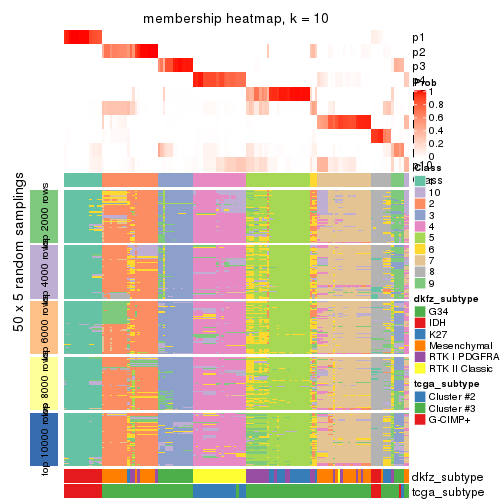 membership heatmap, k = 10
p1
p2
p3
p4
p10
Prob
1
0.8
0.6
0.4
0.2
0
Class
1
10
2
3
4
5
6
7
8
9
dkfz_subtype
G34
IDH
K27
Mesenchymal
RTK I PDGFRA
RTK II Classic
tcga_subtype
Cluster #2
Cluster #3
G-CIMP+
50 x 5 random samplings
top 2000 rows
top 4000 rows
top 6000 rows
top 8000 rows
top 10000 rows
dkfz_subtype
tcga_subtype